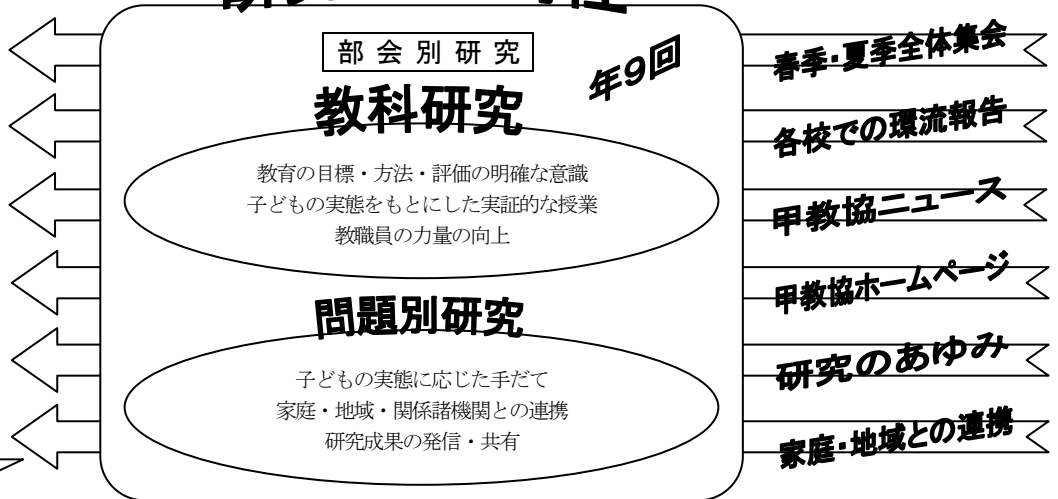 部会別研究
年9回
教科研究
教育の目標・方法・評価の明確な意識
子どもの実態をもとにした実証的な授業
教職員の力量の向上
問題別研究
子どもの実態に応じた手だて
家庭・地域・関係諸機関との連携
研究成果の発信・共有
春季・夏季全体集会
各校での環流報告
甲教協ニュース
甲教協ホームページ
研究のあゆみ
家庭・地域との連携